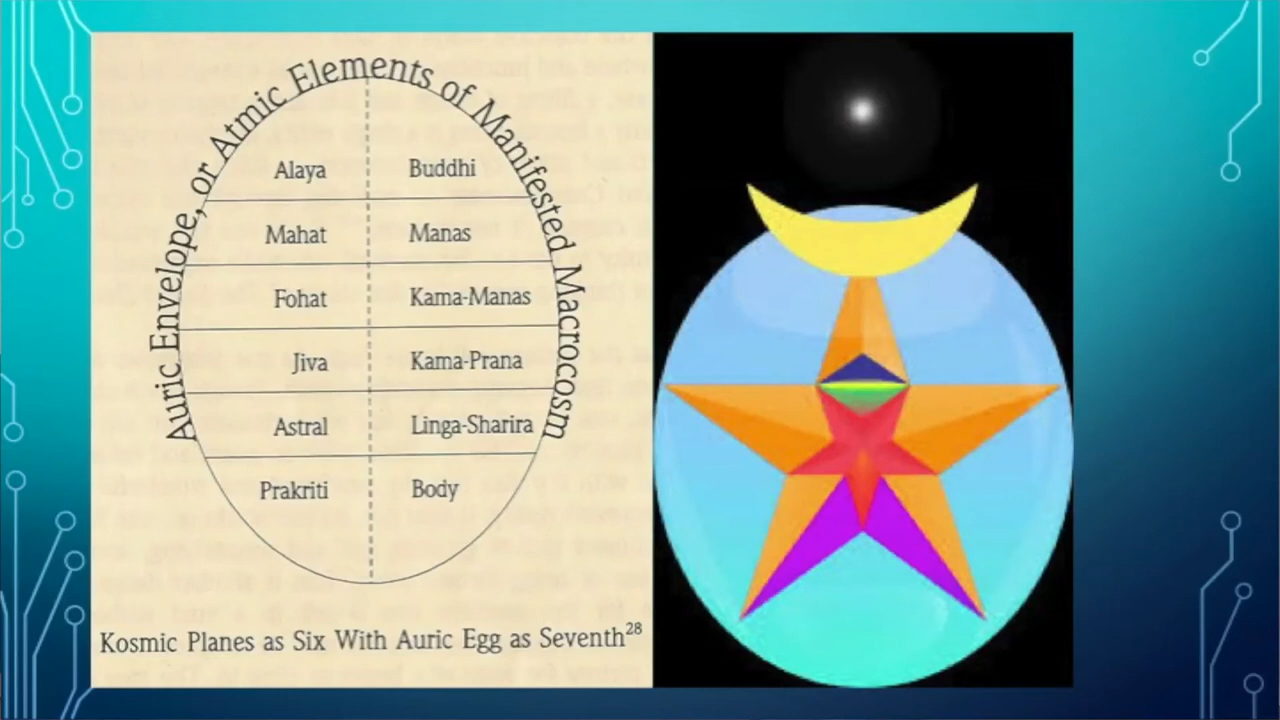 Auric Envelope, or Atmic Elements of Manifested Macrocosm
Alaya Buddhi
Mahat Manas
Fohat Kama-Manas
Jiva Kama-Prana
Astral Linga-Sharira
Prakriti Body
Kosmic Planes as Six With Auric Egg as Seventh28